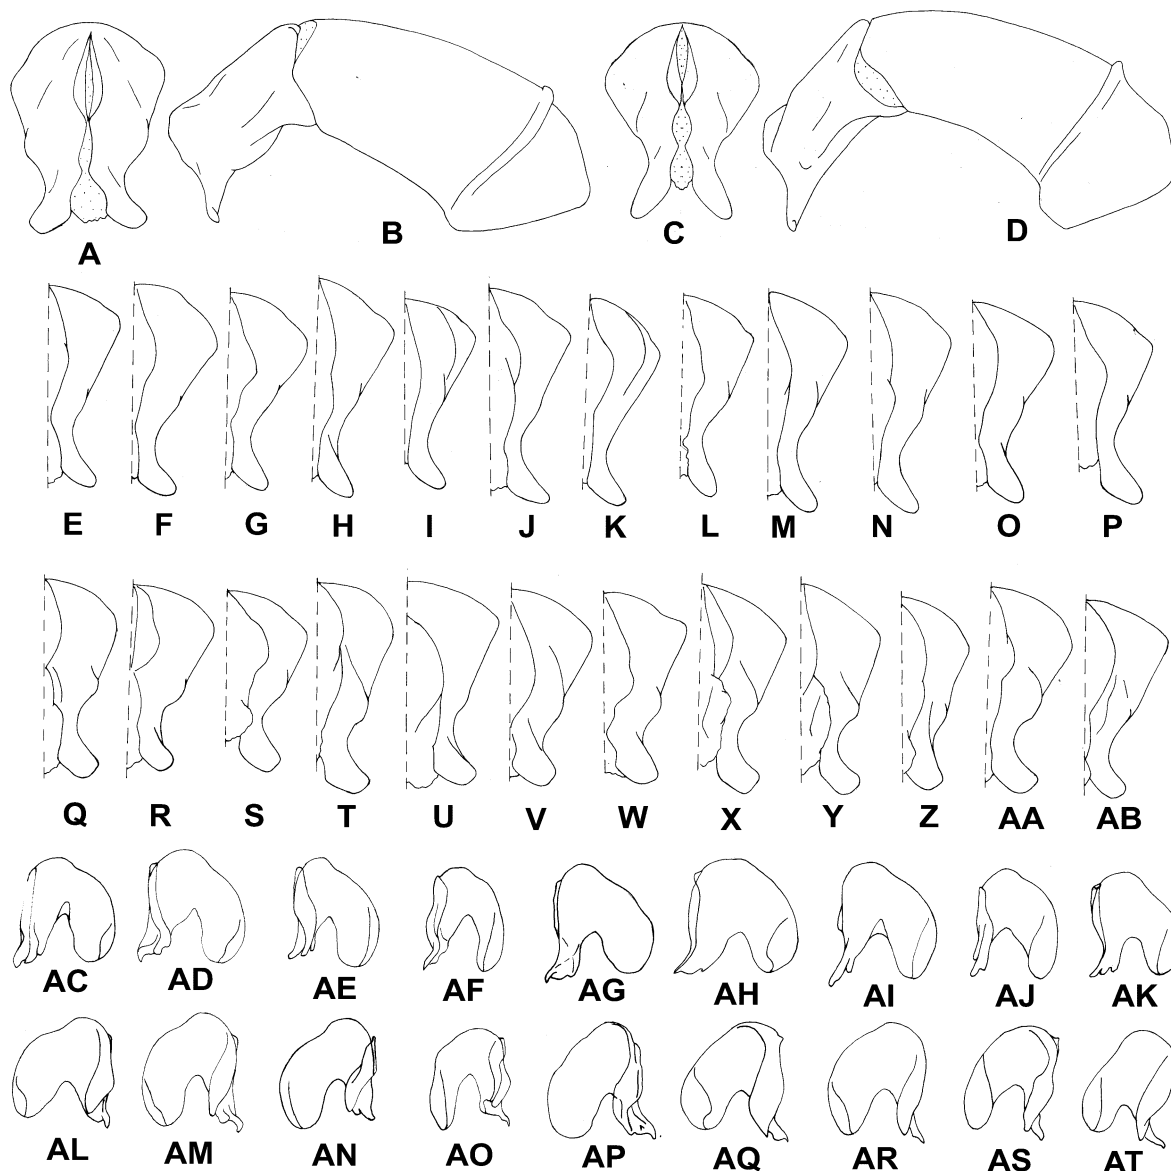 A B C D
E F G H I J K L M N O P
Q R S T U V W X Y Z AA AB
AC AD AE AF AG AH AI AJ AK
AL AM AN AO AP AQ AR AS AT